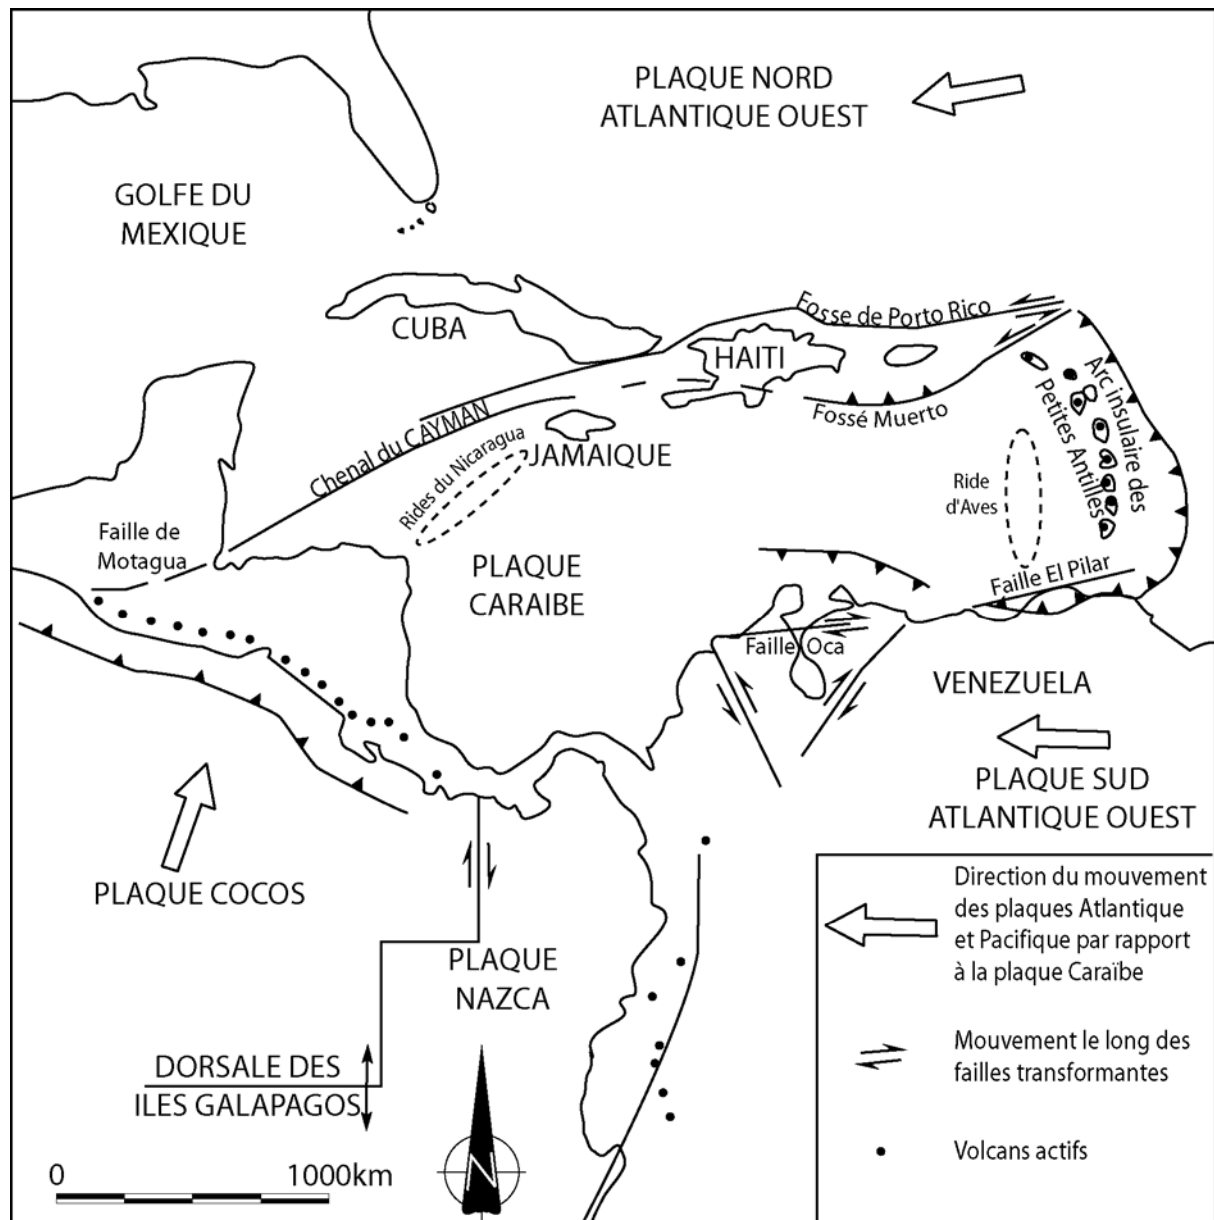 PLAQUE NORD
ATLANTIQUE OUEST
GOLFE DU
MEXIQUE
CUBA
Fosse de Porto Rico
HAITI
Fossé Muerto
Arc insulaire des
Petites Antilles
Chenal du CAYMAN
JAMAIQUE
Rides du Nicaragua
Ride
d'Aves
Faille de
Motagua
PLAQUE
CARAIBE
Faille El Pilar
Faille Oca
VENEZUELA
PLAQUE SUD
ATLANTIQUE OUEST
PLAQUE COCOS
PLAQUE
NAZCA
DORSALE DES
ILES GALAPAGOS
Direction du mouvement
des plaques Atlantique
et Pacifique par rapport
à la plaque Caraïbe
Mouvement le long des
failles transformantes
Volcans actifs
0 1000km
N